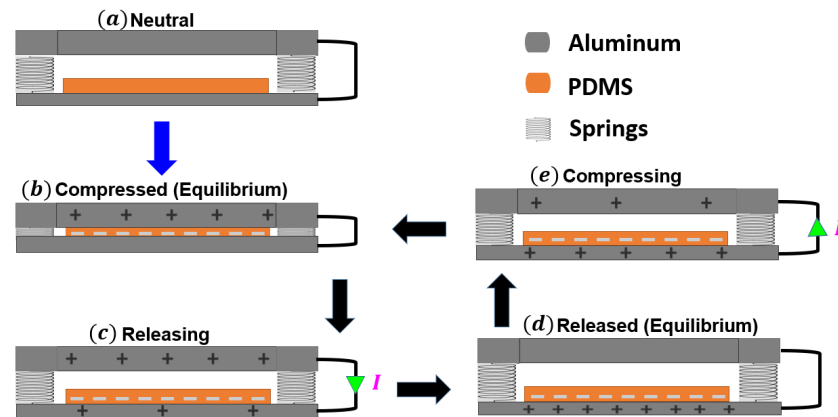 (a) Neutral
Aluminum
PDMS
Springs
(b) Compressed (Equilibrium)
+ + + + +
(e) Compressing
+ + +
+ + + + +
(c) Releasing
+ + + + +
+ + +
I
(d) Released (Equilibrium)
+ + + + + + + +